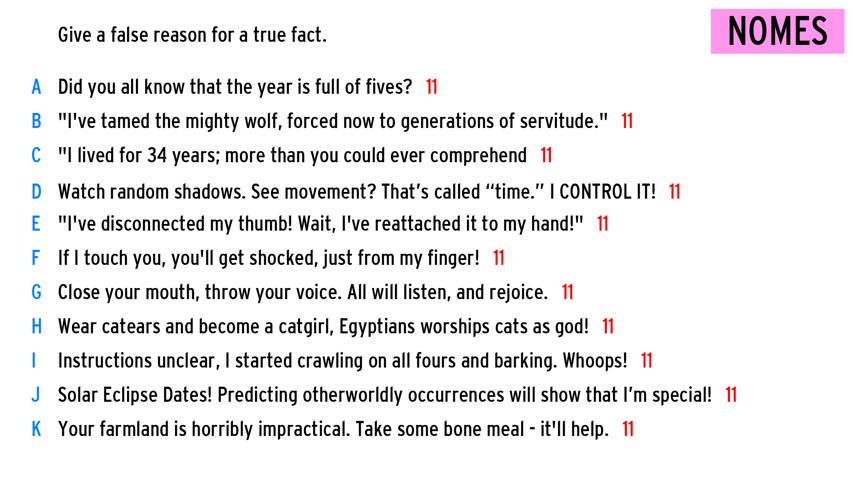 Give a false reason for a true fact.
NOMES
A Did you all know that the year is full of fives? 11
B "I've tamed the mighty wolf, forced now to generations of servitude." 11
C "I lived for 34 years; more than you could ever comprehend 11
D Watch random shadows. See movement? That’s called “time.” I CONTROL IT! 11
E "I've disconnected my thumb! Wait, I've reattached it to my hand!" 11
F If I touch you, you'll get shocked, just from my finger! 11
G Close your mouth, throw your voice. All will listen, and rejoice. 11
H Wear catears and become a catgirl, Egyptians worships cats as god! 11
I Instructions unclear, I started crawling on all fours and barking. Whoops! 11
J Solar Eclipse Dates! Predicting otherworldly occurrences will show that I’m special! 11
K Your farmland is horribly impractical. Take some bone meal - it'll help. 11